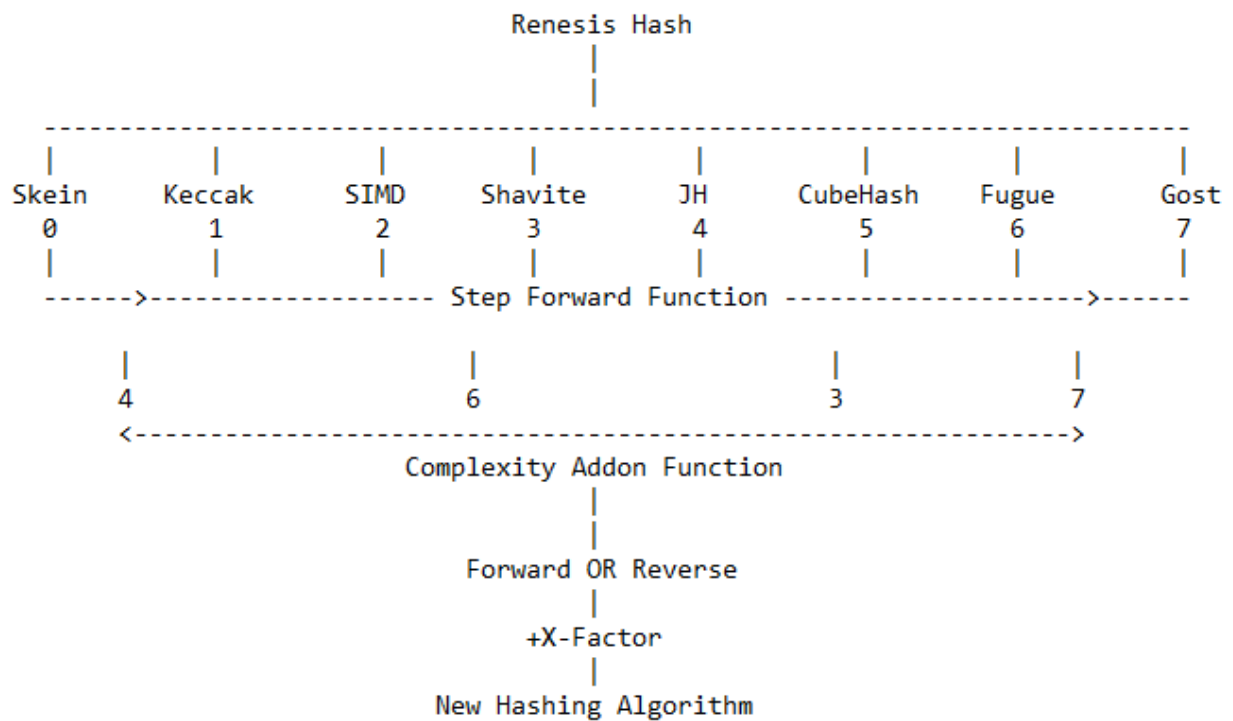 Renesis Hash
Skein Keccak SIMD Shavite JH CubeHash Fugue Gost
0 1 2 3 4 5 6 7
------>------------------- Step Forward Function -------------------->------
4 6 3 7
<-------------------------------------------------------------->
Complexity Addon Function
Forward OR Reverse
+X-Factor
New Hashing Algorithm